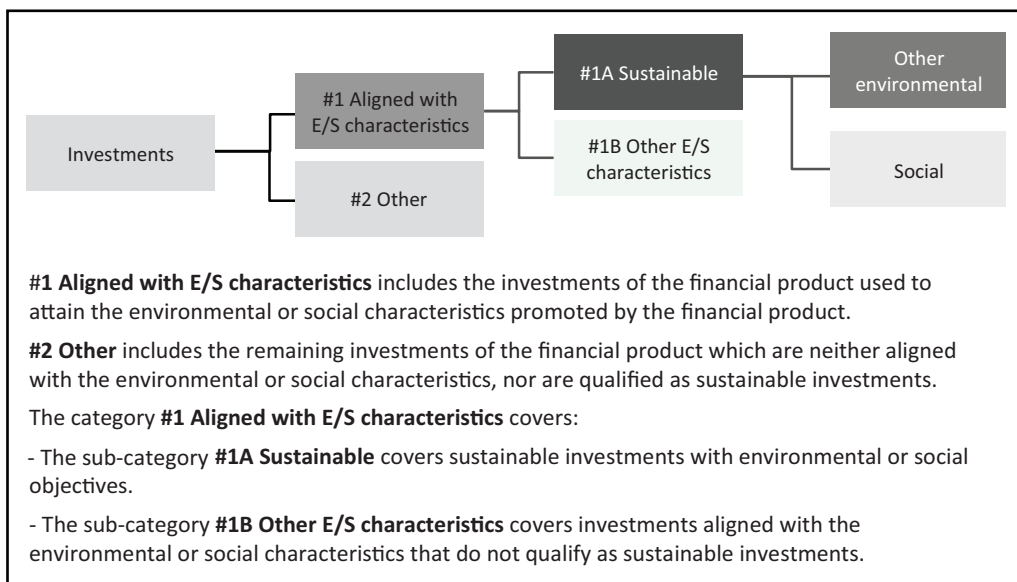 Investments
#1 Aligned with
E/S characteristics
#2 Other
#1A Sustainable
#1B Other E/S
characteristics
Other
environmental
Social
#1 Aligned with E/S characteristics includes the investments of the financial product used to
attain the environmental or social characteristics promoted by the financial product.
#2 Other includes the remaining investments of the financial product which are neither aligned
with the environmental or social characteristics, nor are qualified as sustainable investments.
The category #1 Aligned with E/S characteristics covers:
- The sub-category #1A Sustainable covers sustainable investments with environmental or social
objectives.
- The sub-category #1B Other E/S characteristics covers investments aligned with the
environmental or social characteristics that do not qualify as sustainable investments.